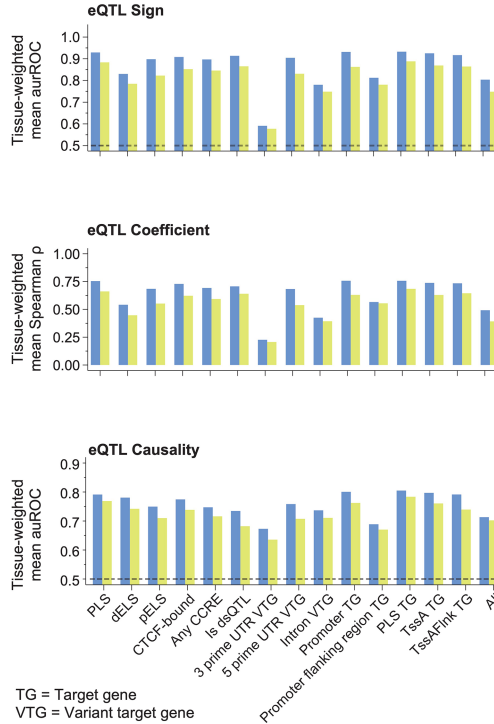 eQTL Sign
Tissue-weighted
mean aurROC
1.0
0.9
0.8
0.7
0.6
0.5
eQTL Coefficient
Tissue-weighted
mean Spearman ρ
1.00
0.75
0.50
0.25
0.00
eQTL Causality
Tissue-weighted
mean auROC
0.9
0.8
0.7
0.6
0.5
PLS
dELS
pELS
CTCF-bound
Any CCRE
Is dsQTL
3 prime UTR VTG
5 prime UTR VTG
Intron VTG
Promoter TG
Promoter flanking region TG
PLS TG
TssA TG
TssAFlnk TG
TG = Target gene
VTG = Variant target gene